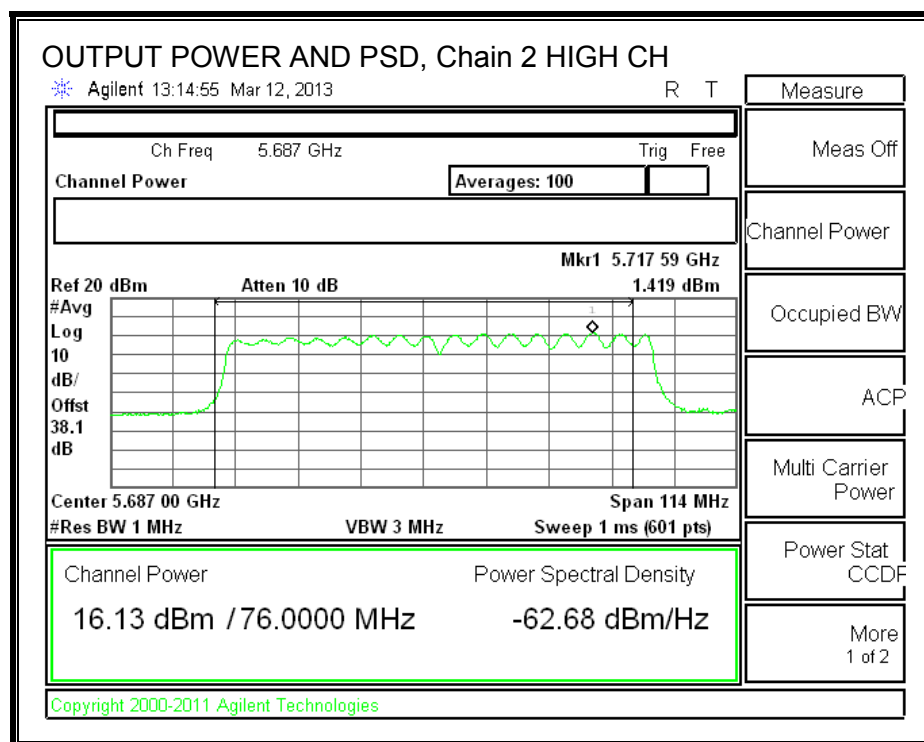 OUTPUT POWER AND PSD, Chain 2 HIGH CH
Agilent 13:14:55 Mar 12, 2013 R T
Ch Freq 5.687 GHz Trig Free
Channel Power Averages: 100
Mkr1 5.717 59 GHz
Ref 20 dBm Atten 10 dB 1.419 dBm
#Avg
Log
10
dB/
Offst
38.1
dB
1
Center 5.687 00 GHz Span 114 MHz
#Res BW 1 MHz VBW 3 MHz Sweep 1 ms (601 pts)
Channel Power Power Spectral Density
16.13 dBm / 76.0000 MHz -62.68 dBm/Hz
Copyright 2000-2011 Agilent Technologies
Measure
Meas Off
Channel Power
Occupied BW
ACP
Multi Carrier
Power
Power Stat
CCDF
More
1 of 2